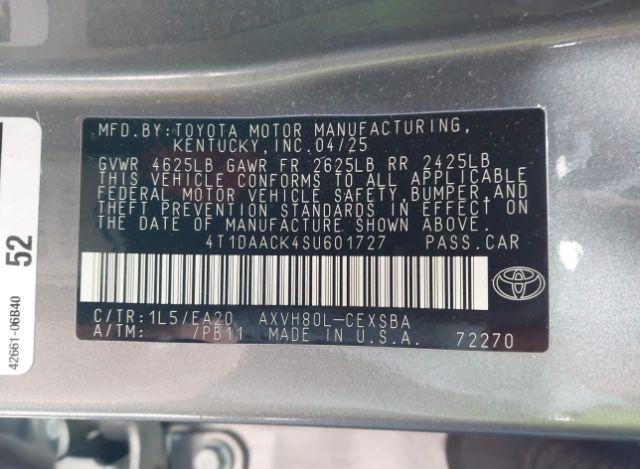 MFD.BY:TOYOTA MOTOR MANUFACTURING,
KENTUCKY,INC.04/25
GVWR 4625LB GAWR FR 2625LB RR 2425LB
THIS VEHICLE CONFORMS TO ALL APPLICABLE
FEDERAL MOTOR VEHICLE SAFETY,BUMPER,AND
THEFT PREVENTION STANDARDS IN EFFECT ON
THE DATE OF MANUFACTURE SHOWN ABOVE.
4T1DAACK4SU601727 PASS.CAR
C/TR:1L5/EA20 AXVH80L-CEXSBA
A/TM: 7PB11 MADE IN U.S.A. 72270
52
42661-06B40